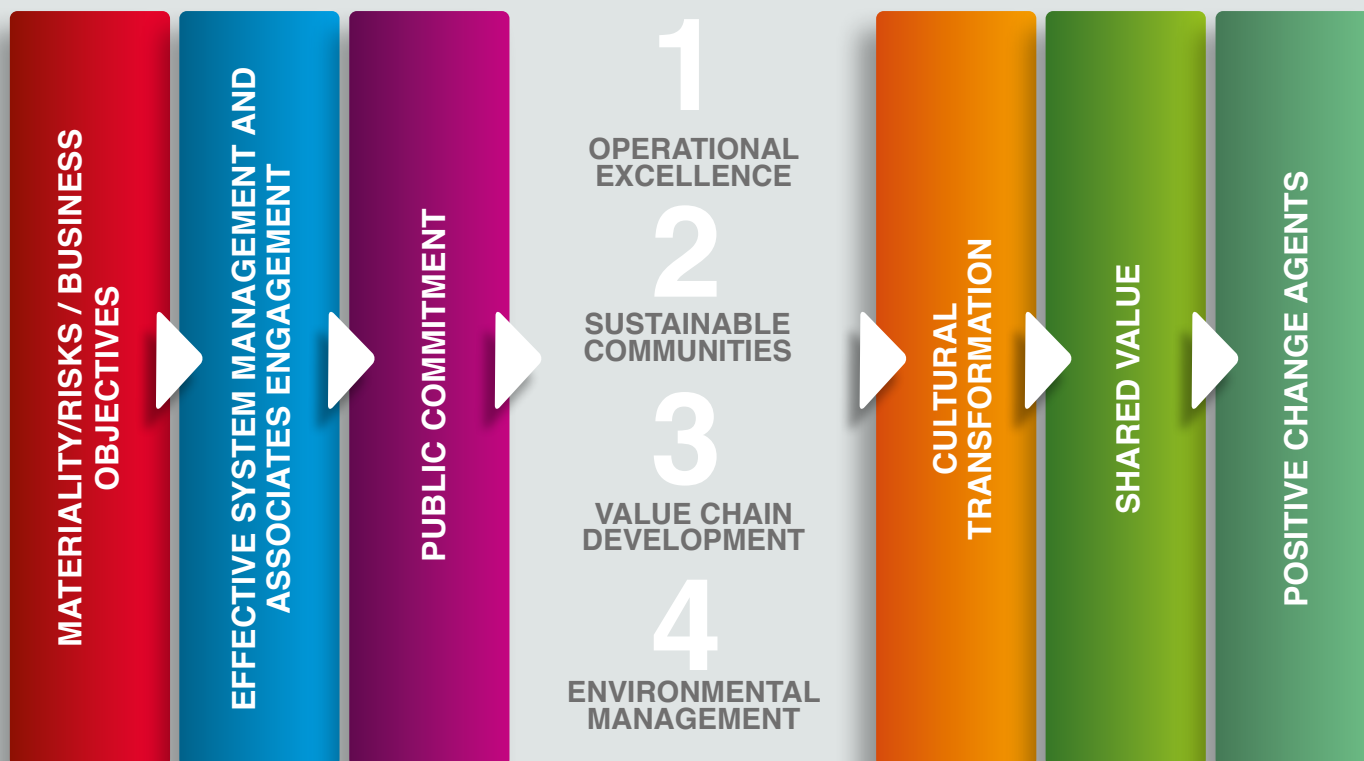 MATERIALITY/RISKS / BUSINESS
OBJECTIVES
EFFECTIVE SYSTEM MANAGEMENT AND
ASSOCIATES ENGAGEMENT
PUBLIC COMMITMENT
1
OPERATIONAL
EXCELLENCE
2
SUSTAINABLE
COMMUNITIES
3
VALUE CHAIN
DEVELOPMENT
4
ENVIRONMENTAL
MANAGEMENT
CULTURAL
TRANSFORMATION
SHARED VALUE
POSITIVE CHANGE AGENTS